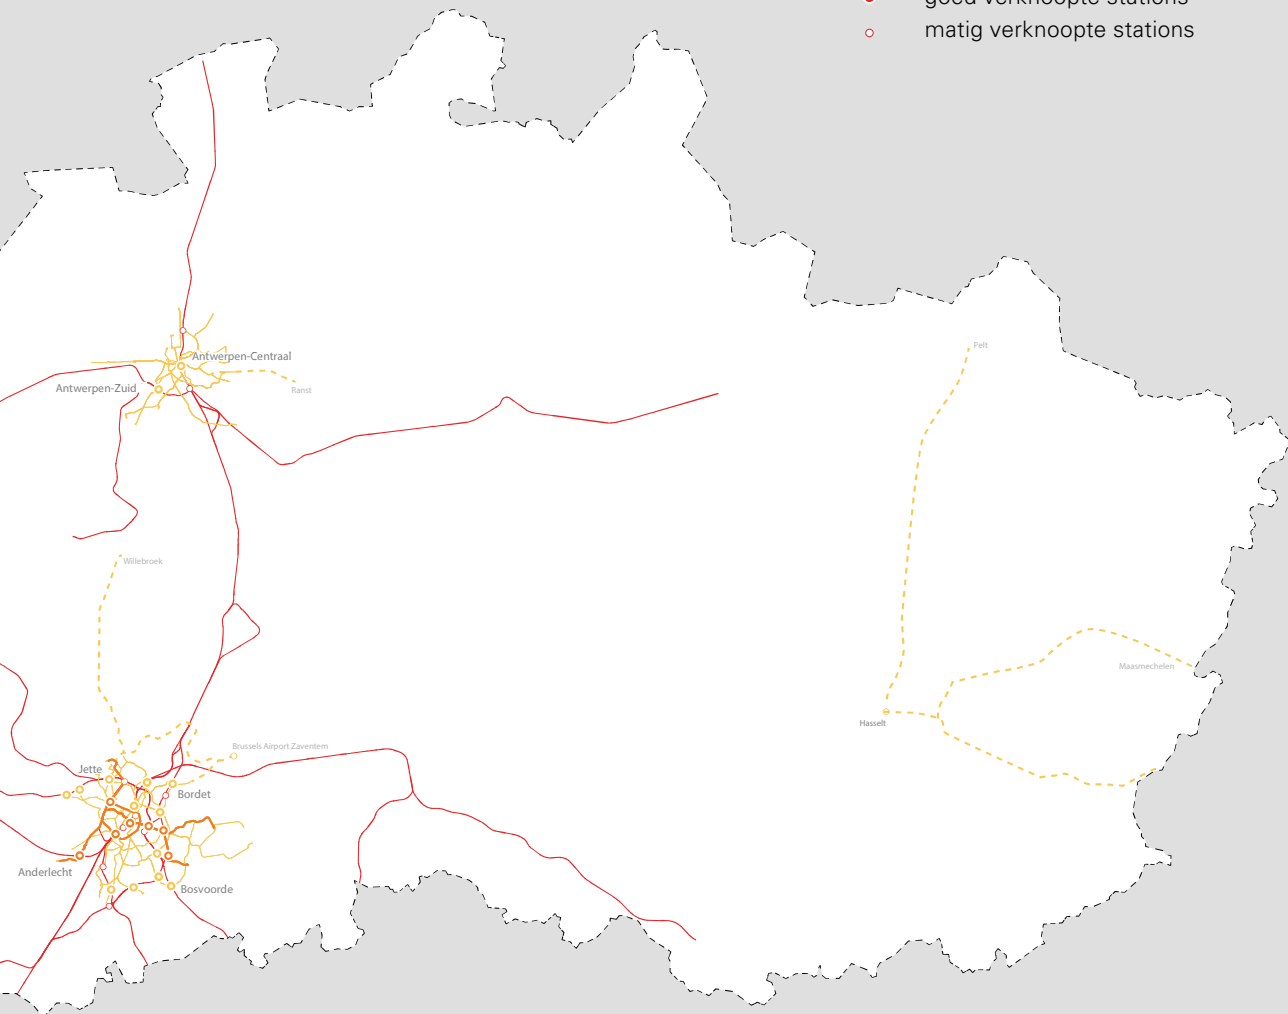 goed verknoopte stations
matig verknoopte stations
Pelt
Antwerpen-Centraal
Antwerpen-Zuid
Ranst
Willebroek
Maasmechelen
Hasselt
Brussels Airport Zaventem
Jette
Bordet
Anderlecht
Bosvoorde